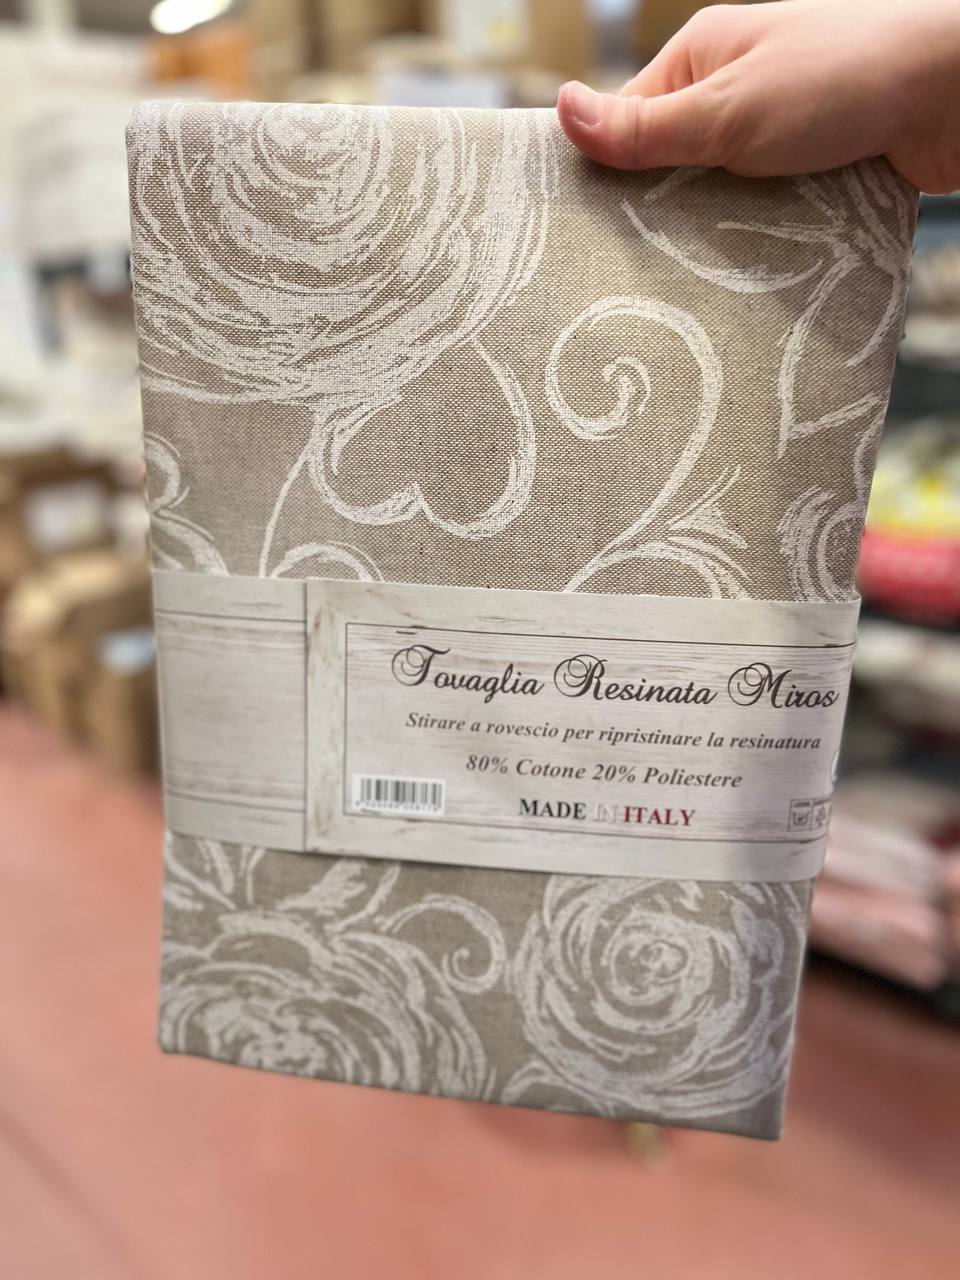 Tovaglia Resinata Miros
Stirare a rovescio per ripristinare la resinatura
80% Cotone 20% Poliestere
MADE IN ITALY